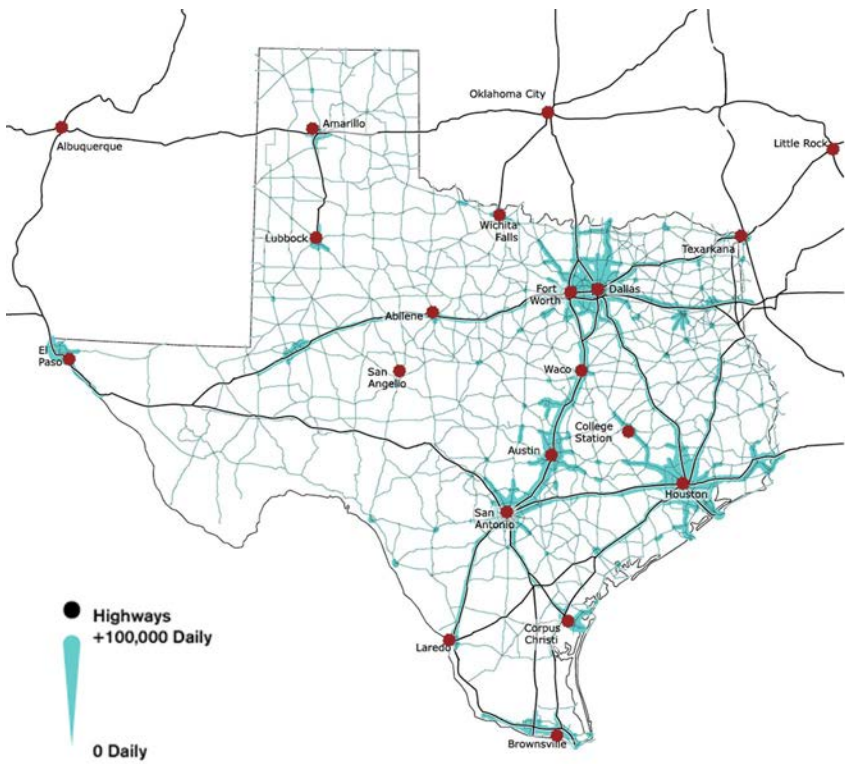 Oklahoma City
Amarillo
Albuquerque
Little Rock
Wichita
Falls
Lubbock
Texarkana
Fort
Worth
Dallas
Abilene
El
Paso
San
Angelio
Waco
College
Station
Austin
Houston
San
Antonio
Highways
+100,000 Daily
Corpus
Christi
Laredo
Brownsville
0 Daily